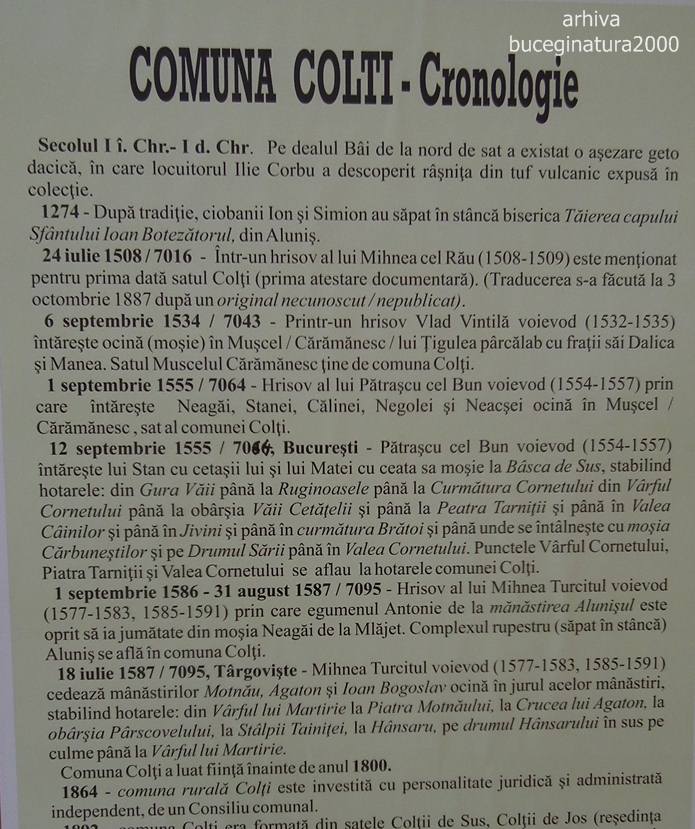 arhiva
buceginatura2000
COMUNA COLTI - Cronologie
Secolul I î. Chr.- I d. Chr. Pe dealul Bâi de la nord de sat a existat o așezare geto
dacică, în care locuitorul Ilie Corbu a descoperit râșnița din tuf vulcanic expusă în
colecție.
1274 - După tradiție, ciobanii Ion și Simion au săpat în stâncă biserica Tăierea capului
Sfântului Ioan Botezătorul, din Aluniș.
24 iulie 1508 / 7016 - Într-un hrisov al lui Mihnea cel Rău (1508-1509) este menționat
pentru prima dată satul Colți (prima atestare documentară). (Traducerea s-a făcută la 3
octombrie 1887 după un original necunoscut / nepublicat).
6 septembrie 1534 / 7043 - Printr-un hrisov Vlad Vintilă voievod (1532-1535)
întărește ocină (moșie) în Mușcel / Cărămănesc / lui Țigulea pârcălab cu frații săi Dalica
și Manea. Satul Muscelul Cărămănesc ține de comuna Colți.
1 septembrie 1555 / 7064 - Hrisov al lui Pătrașcu cel Bun voievod (1554-1557) prin
care întărește Neagăi, Stanei, Călinei, Negolei și Neacșei ocină în Mușcel /
Cărămănesc , sat al comunei Colți.
12 septembrie 1555 / 7064, București - Pătrașcu cel Bun voievod (1554-1557)
întărește lui Stan cu cetașii lui și lui Matei cu ceata sa moșie la Bâsca de Sus, stabilind
hotarele: din Gura Văii până la Ruginoasele până la Curmătura Cornetului din Vârful
Cornetului până la obârșia Văii Cetățelii și până la Peatra Tarniții și până în Valea
Câinilor și până în Jivini și până în curmătura Brătoi și până unde se întâlnește cu moșia
Cărbuneștilor și pe Drumul Sării până în Valea Cornetului. Punctele Vârful Cornetului,
Piatra Tarniții și Valea Cornetului se aflau la hotarele comunei Colți.
1 septembrie 1586 - 31 august 1587 / 7095 - Hrisov al lui Mihnea Turcitul voievod
(1577-1583, 1585-1591) prin care egumenul Antonie de la mănăstirea Alunișul este
oprit să ia jumătate din moșia Neagăi de la Mlăjet. Complexul rupestru (săpat în stâncă)
Aluniș se află în comuna Colți.
18 iulie 1587 / 7095, Târgoviște - Mihnea Turcitul voievod (1577-1583, 1585-1591)
cedează mânăstirilor Motnău, Agaton și Ioan Bogoslav ocină în jurul acelor mânăstiri,
stabilind hotarele: din Vârful lui Martirie la Piatra Motnăului, la Crucea lui Agaton, la
obârșia Pârscovelului, la Stâlpii Tainiței, la Hânsaru, pe drumul Hânsarului în sus pe
culme până la Vârful lui Martirie.
Comuna Colți a luat ființă înainte de anul 1800.
1864 - comuna rurală Colți este investită cu personalitate juridică și administrată
independent, de un Consiliu comunal.
1892 - comuna Colți era formată din satele Colții de Sus, Colții de Jos (reședința